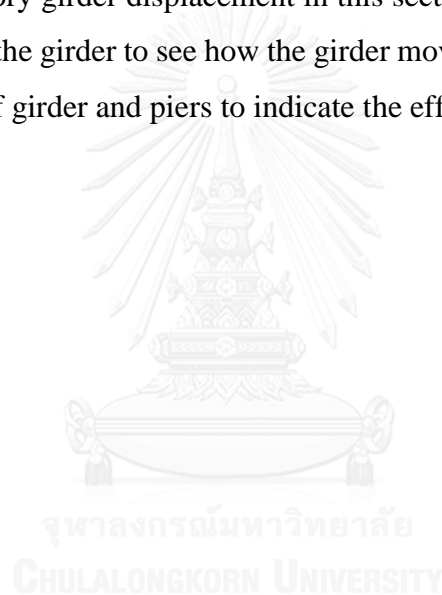 ory girder displacement in this sect
the girder to see how the girder mov
f girder and piers to indicate the eff
จุฬาลงกรณ์มหาวิทยาลัย
CHULALONGKORN UNIVERSITY